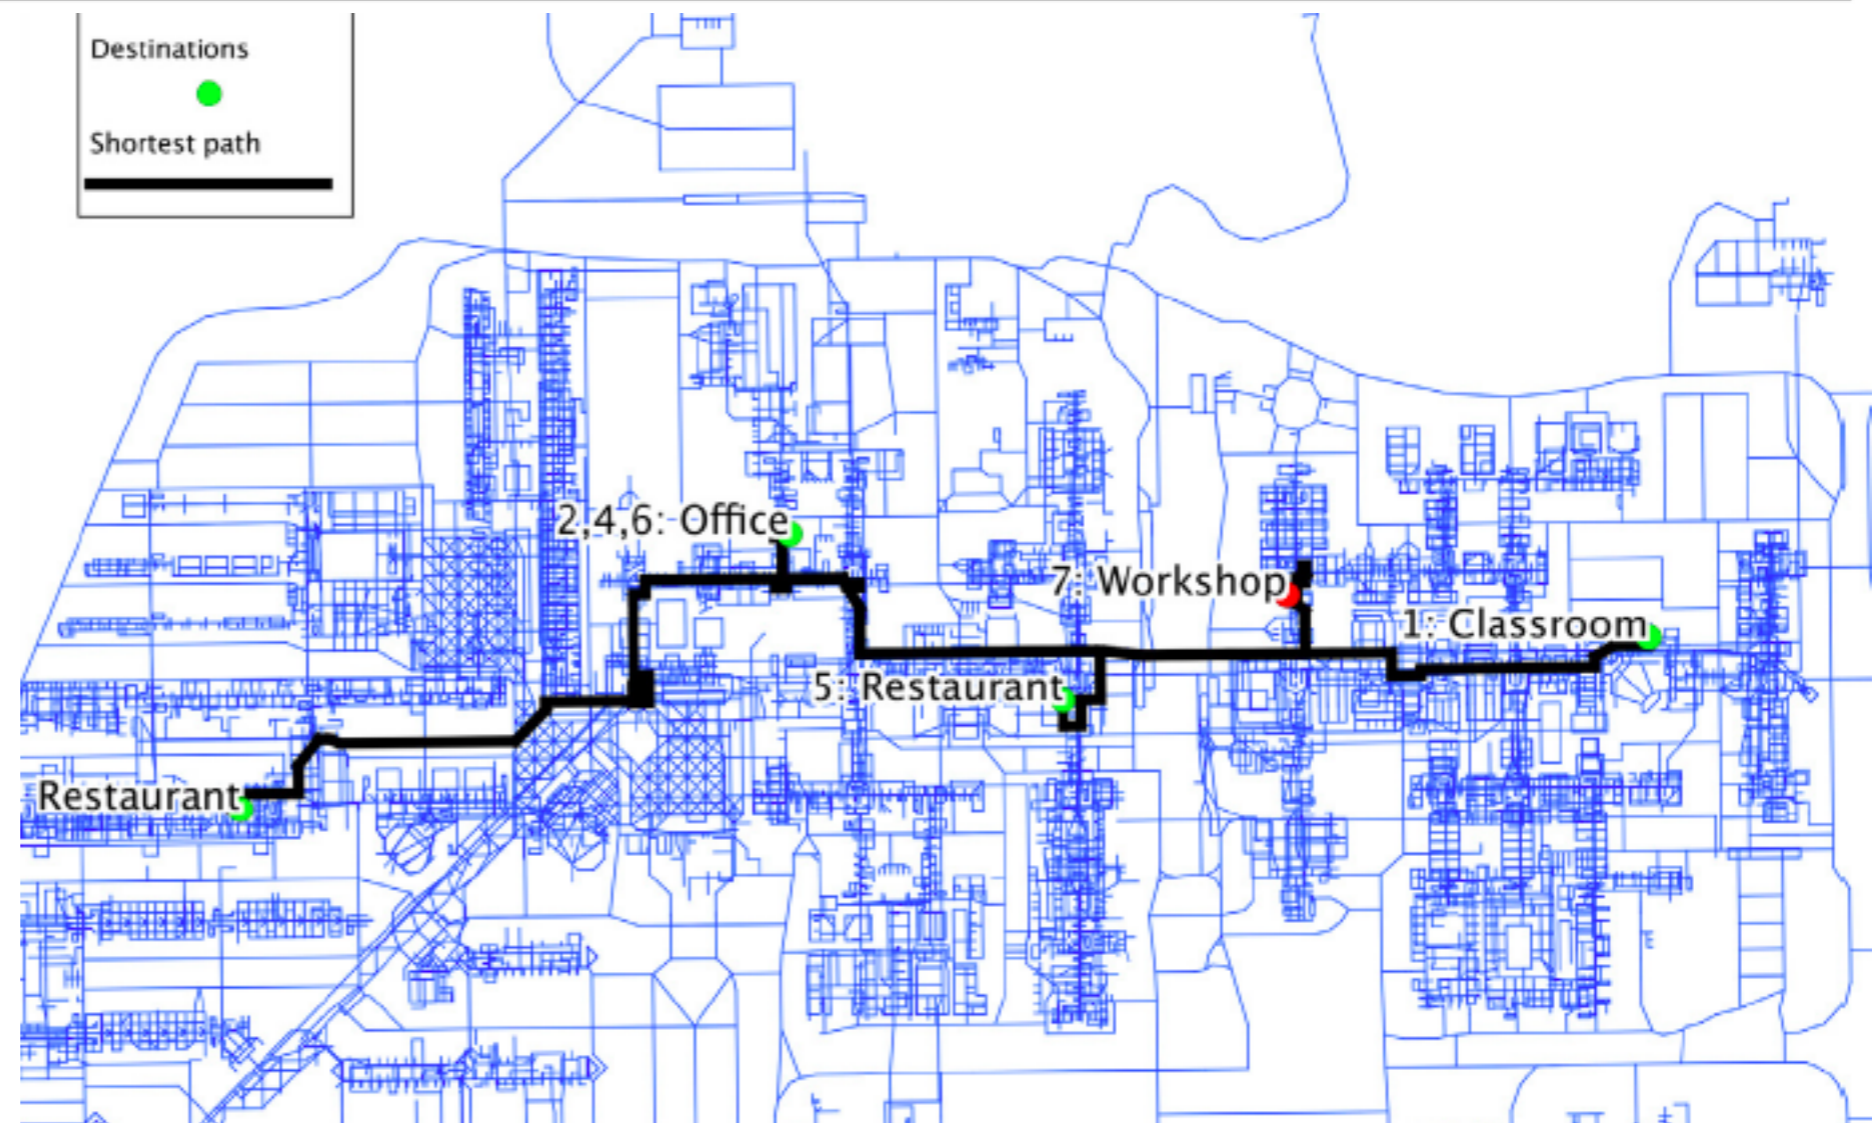 Destinations
Shortest path
2,4,6: Office
7: Workshop
1: Classroom
5: Restaurant
Restaurant